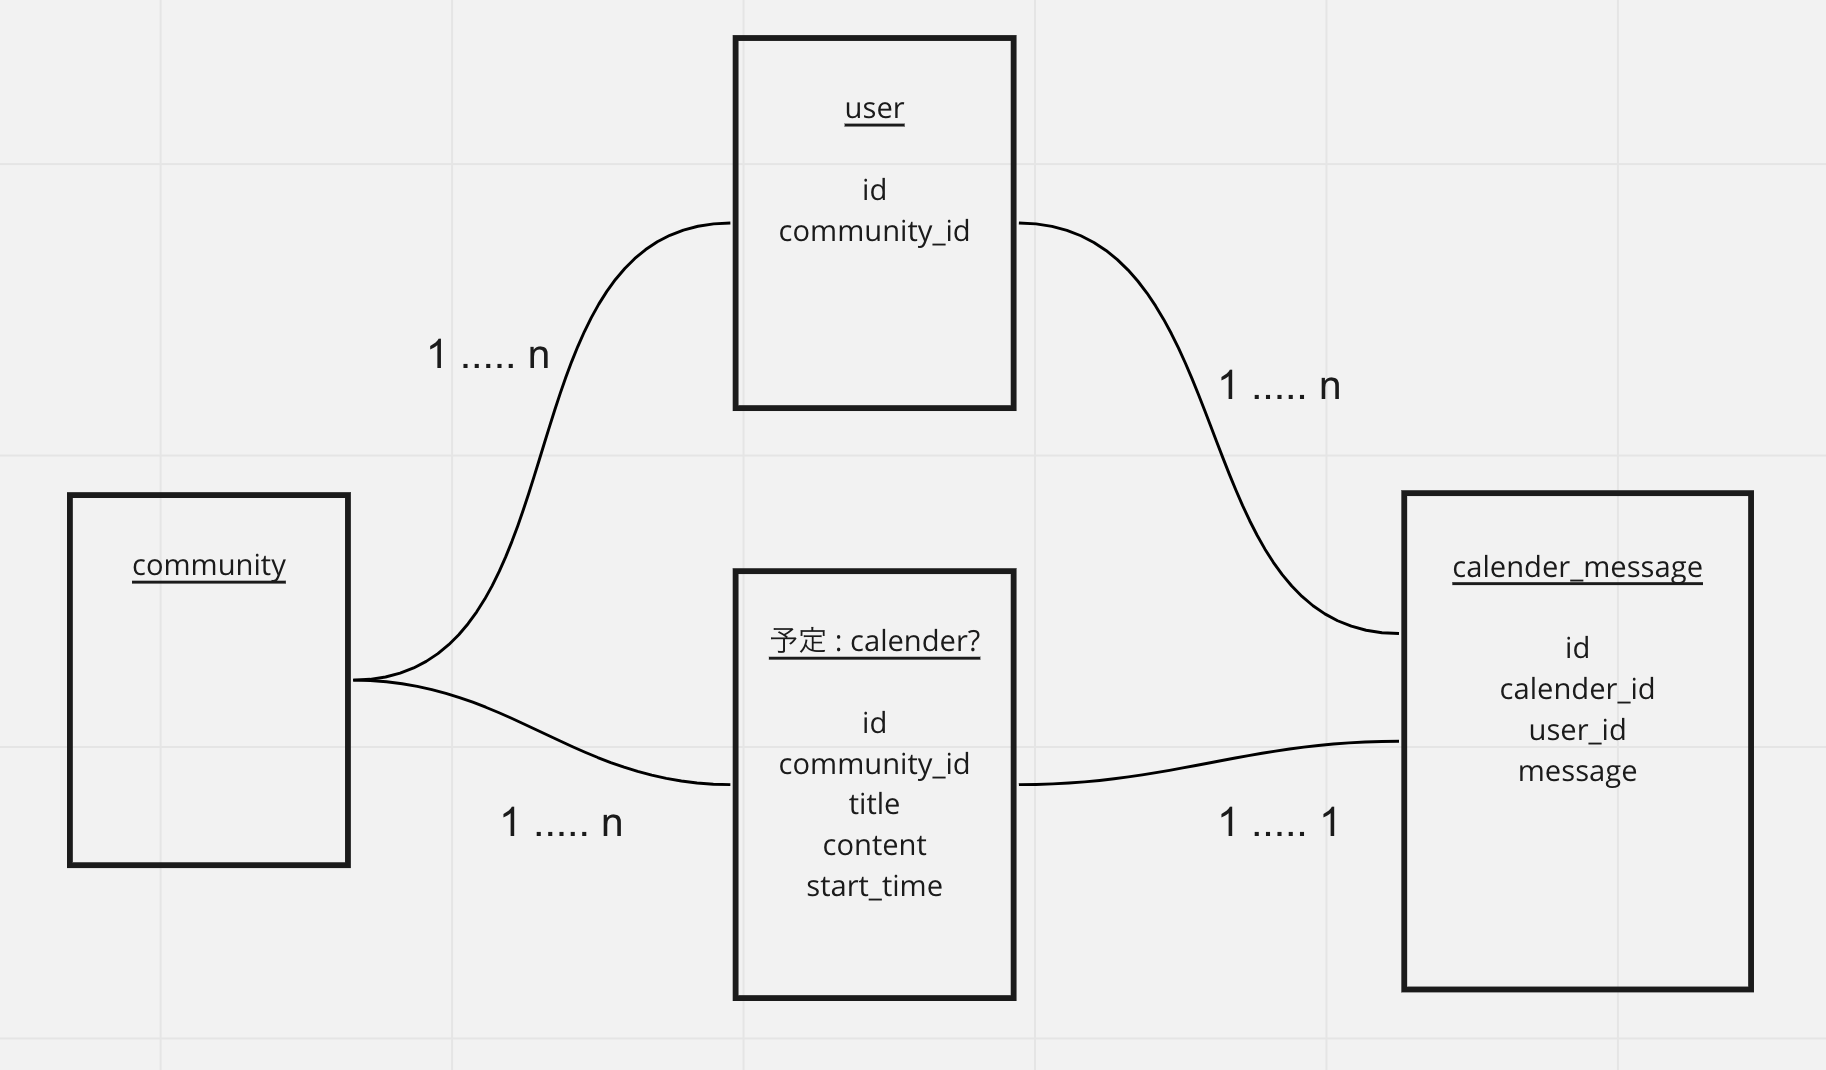 user
id
community_id
1 ..... n
1 ..... n
community
予定 : calender?
id
community_id
title
content
start_time
calender_message
id
calender_id
user_id
message
1 ..... n
1 ..... 1